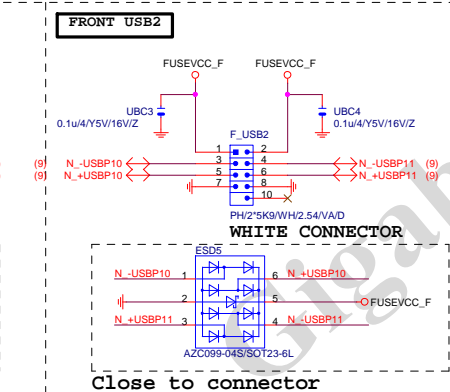 FRONT USB2
FUSEVCC_F FUSEVCC_F
UBC3 UBC4
0.1u/4/Y5V/16V/Z 0.1u/4/Y5V/16V/Z
F_USB2
1 2
(9) N_-USBP10 3 4 N_-USBP11 (9)
(9) N_+USBP10 5 6 N_+USBP11 (9)
7 8
10
PH/2*5K9/WH/2.54/VA/D
WHITE CONNECTOR
ESD5
N_-USBP10 1 6 N_+USBP10
2 5 FUSEVCC_F
N_+USBP11 3 4 N_-USBP11
AZC099-04S/SOT23-6L
Close to connector
Gigab